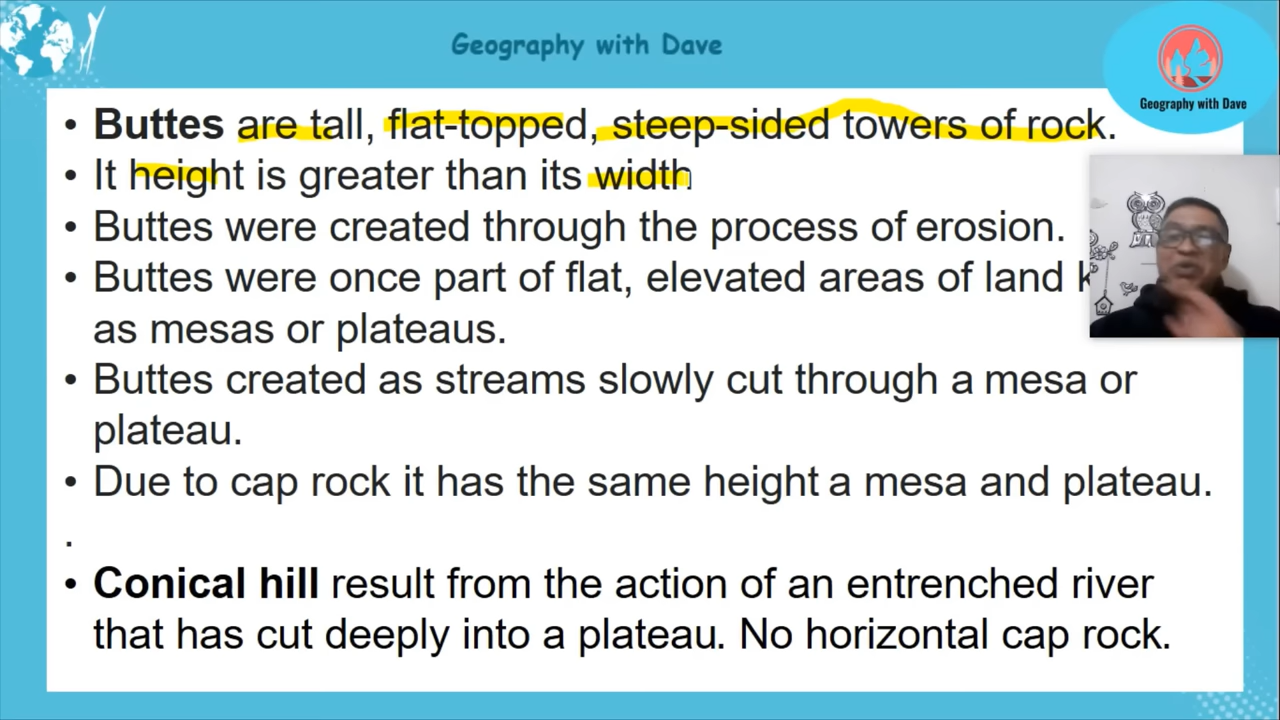 Geography with Dave
Geography with Dave
• Buttes are tall, flat-topped, steep-sided towers of rock.
• It height is greater than its width
• Buttes were created through the process of erosion.
• Buttes were once part of flat, elevated areas of land
as mesas or plateaus.
• Buttes created as streams slowly cut through a mesa or
plateau.
• Due to cap rock it has the same height a mesa and plateau.
.
• Conical hill result from the action of an entrenched river
that has cut deeply into a plateau. No horizontal cap rock.